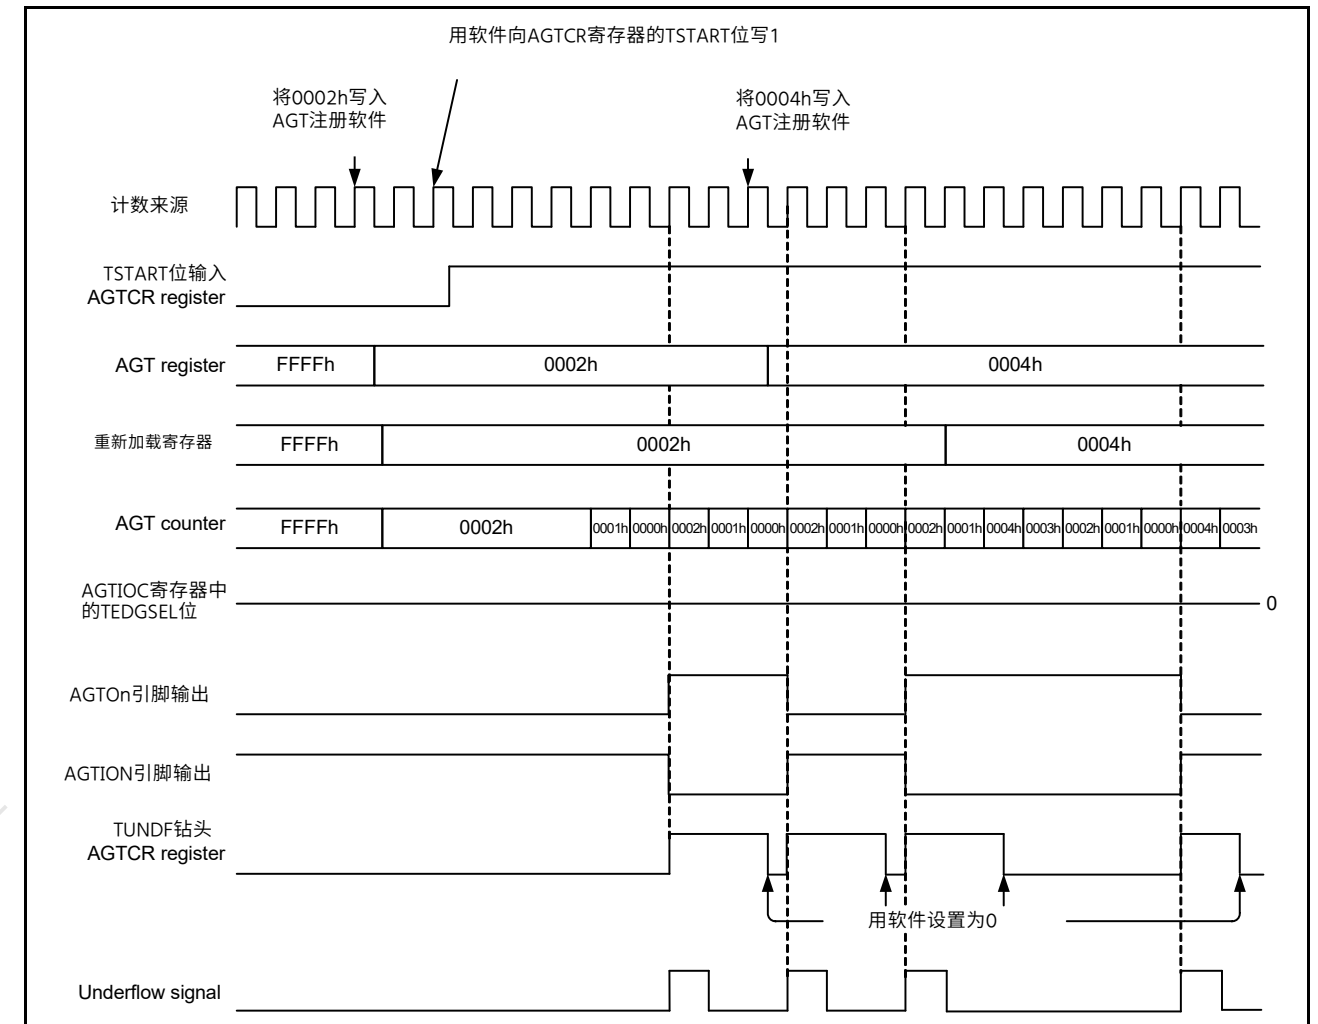 用软件向AGTCR寄存器的TSTART位写1
将0002h写入
AGT注册软件
将0004h写入
AGT注册软件
计数来源
TSTART位输入
AGTCR register
AGT register
FFFFh
0002h
0004h
重新加载寄存器
FFFFh
0002h
0004h
AGT counter
FFFFh
0002h
0001h
0000h
0002h
0001h
0000h
0002h
0001h
0000h
0002h
0001h
0004h
0003h
0002h
0001h
0000h
0004h
0003h
AGTIOC寄存器中
的TEDGSEL位
0
AGTOn引脚输出
AGTION引脚输出
TUNDF钻头
AGTCR register
用软件设置为0
Underflow signal